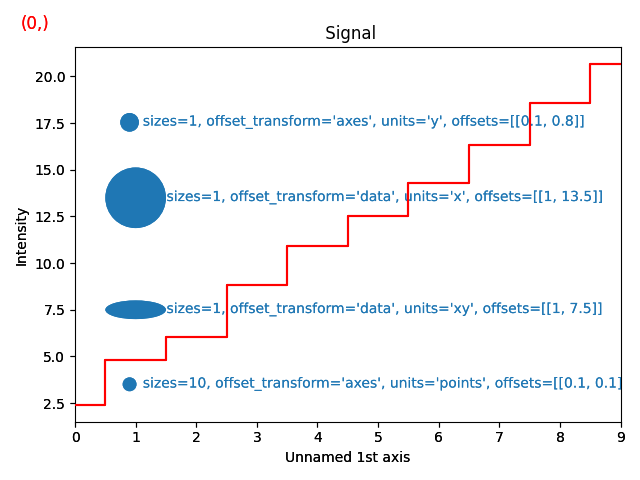 (0,)
Signal
20.0
sizes=1, offset_transform='axes', units='y', offsets=[[0.1, 0.8]]
17.5
15.0
sizes=1, offset_transform='data', units='x', offsets=[[1, 13.5]]
12.5
Intensity
10.0
sizes=1, offset_transform='data', units='xy', offsets=[[1, 7.5]]
7.5
5.0
sizes=10, offset_transform='axes', units='points', offsets=[[0.1, 0.1]
2.5
0 1 2 3 4 5 6 7 8 9
Unnamed 1st axis